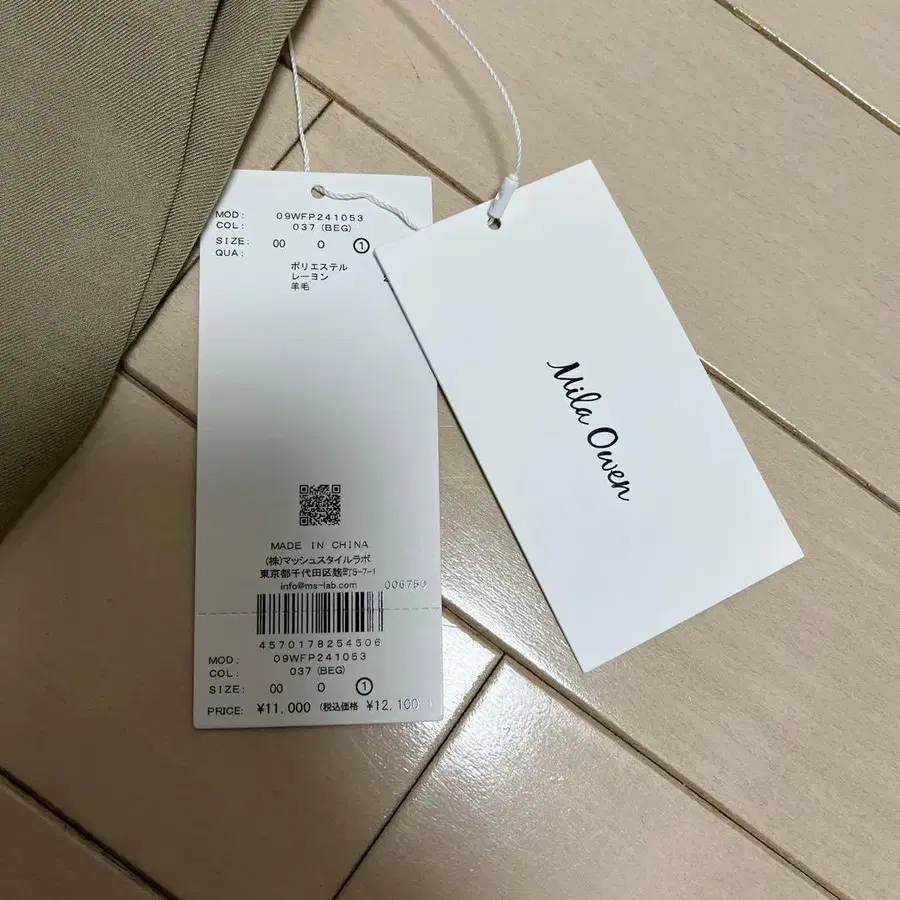 MOD: 09WFP241053
COL: 037 (BEG)
SIZE: 00 0 1
QUA:
ポリエステル
レーヨン
羊毛
MADE IN CHINA
(株)マッシュスタイルラボ
東京都千代田区麹町5-7-1
info@ms-lab.com 006750
4570178254506
MOD: 09WFP241053
COL: 037 (BEG)
SIZE: 00 0 1
PRICE: ¥11,000 (税込価格 ¥12,100
Mila Owen